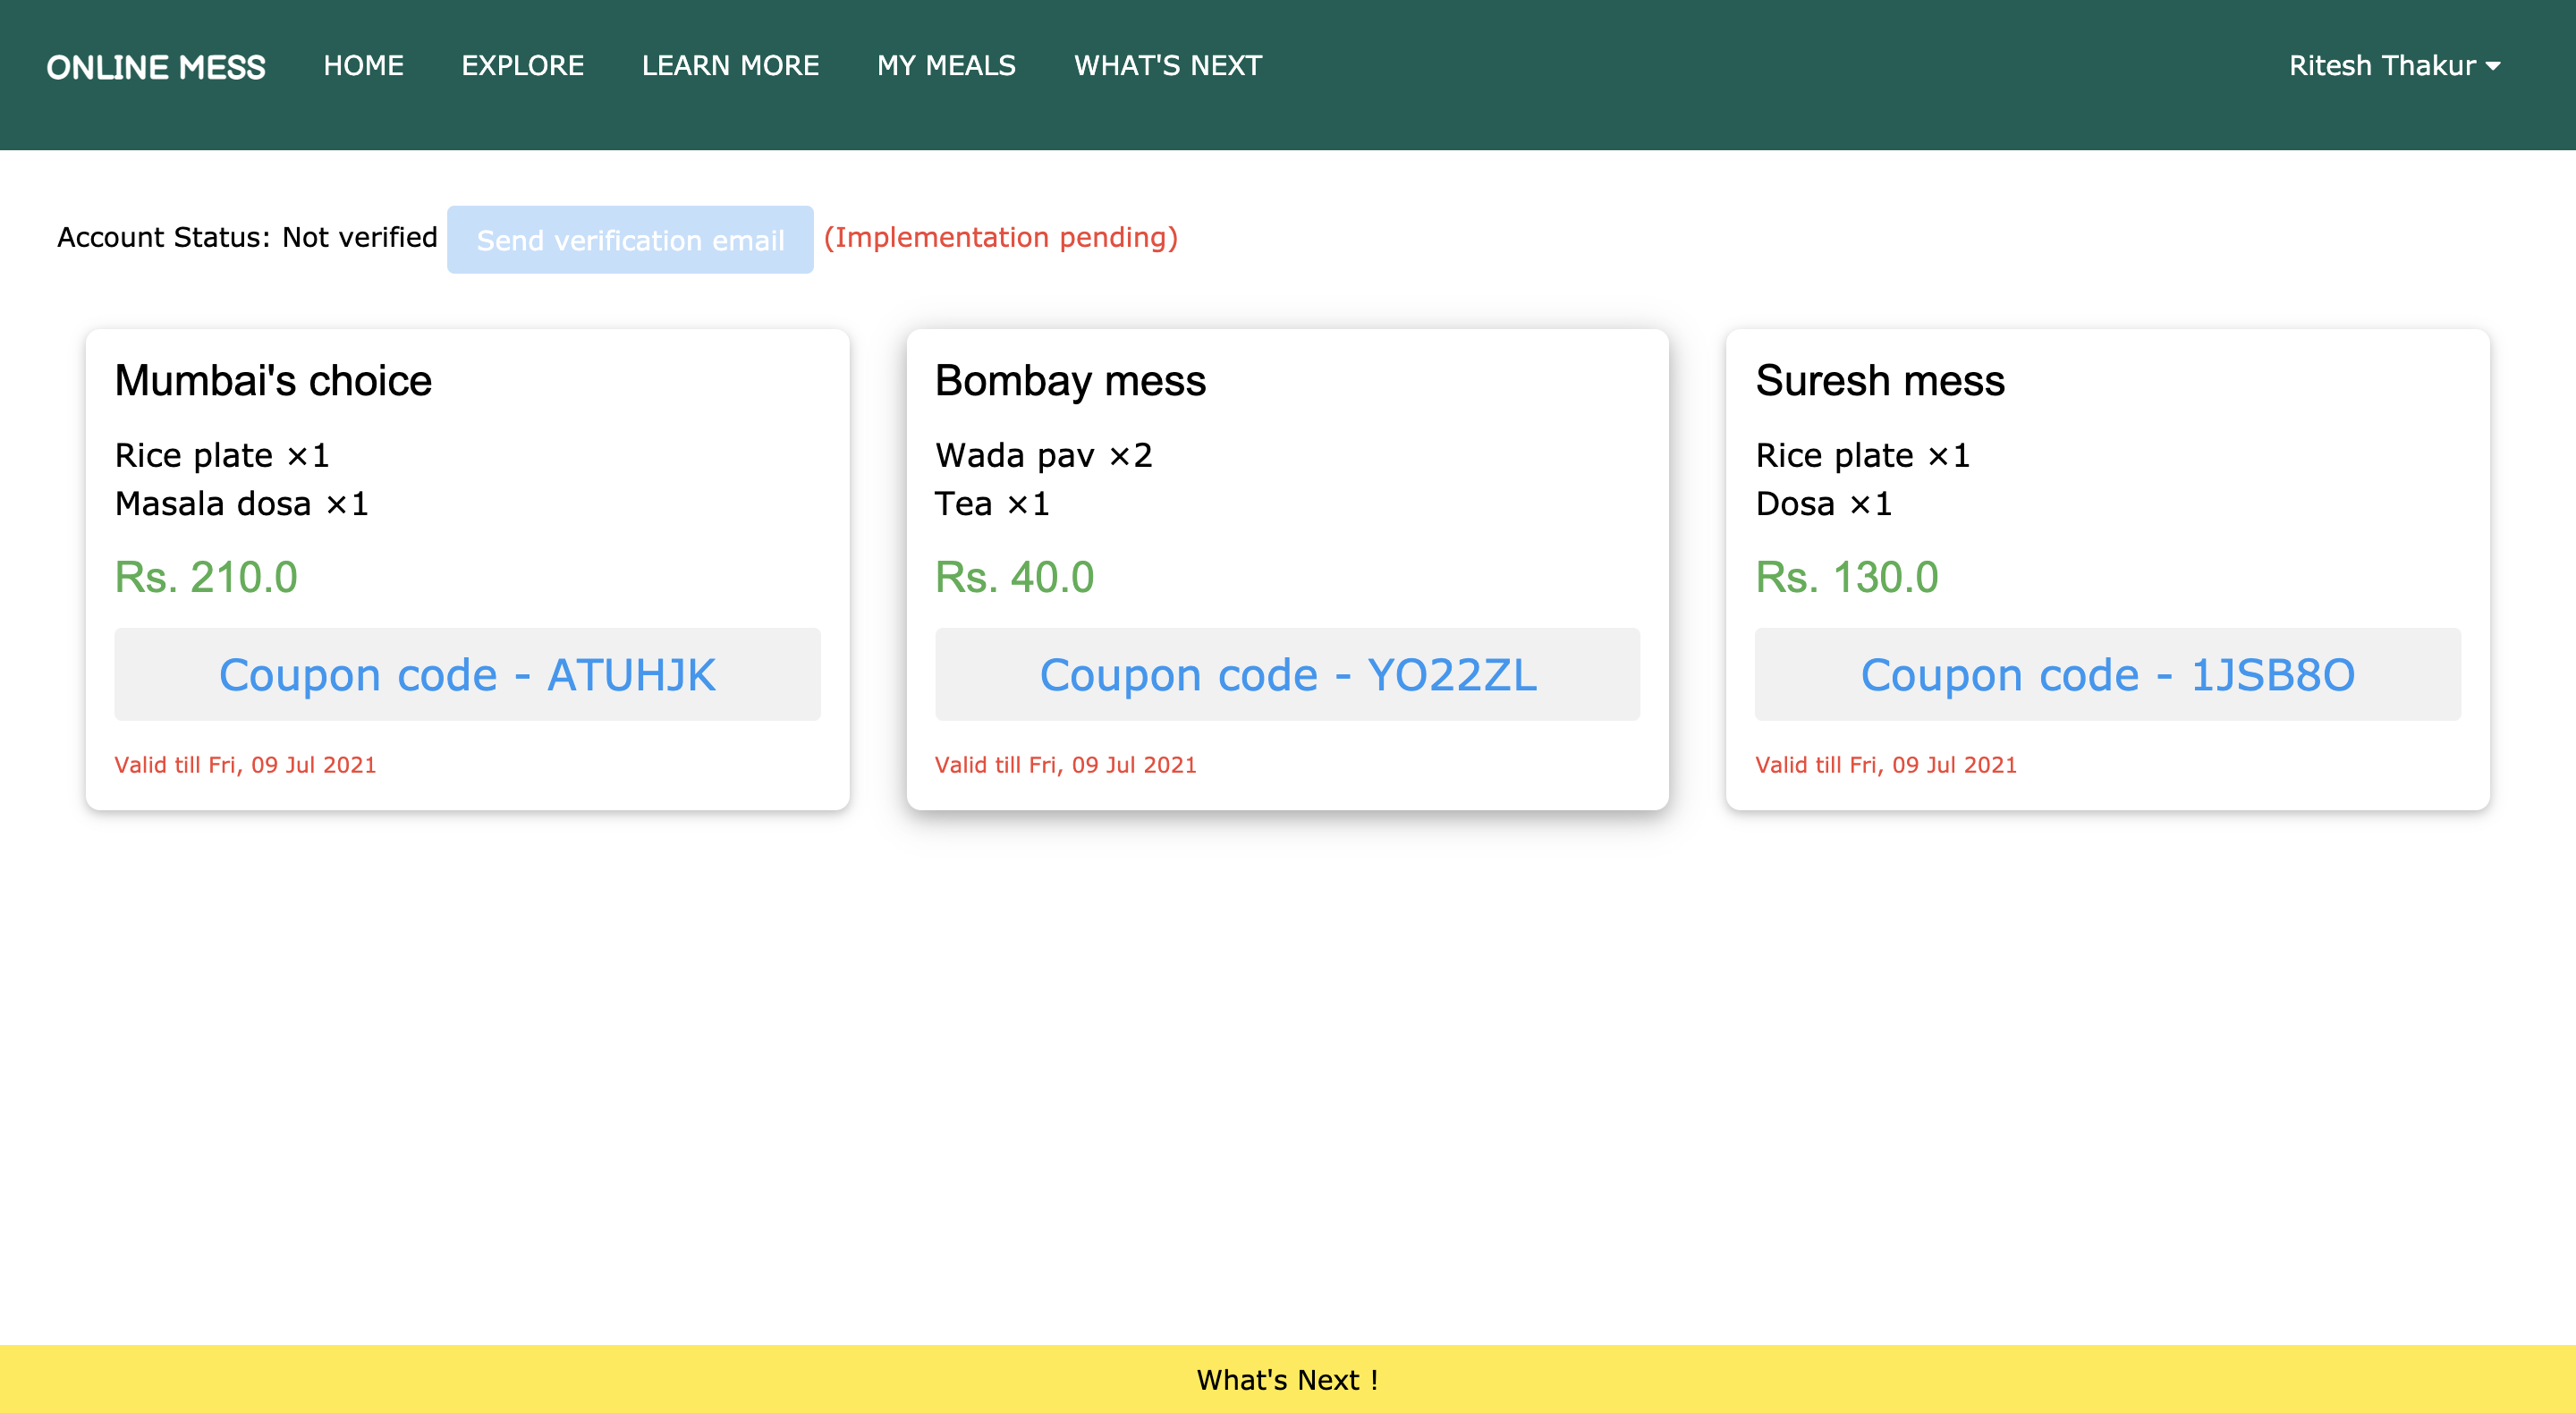 ONLINE MESS HOME EXPLORE LEARN MORE MY MEALS WHAT'S NEXT Ritesh Thakur
Account Status: Not verified Send verification email (Implementation pending)
Mumbai's choice
Rice plate ×1
Masala dosa ×1
Rs. 210.0
Coupon code - ATUHJK
Valid till Fri, 09 Jul 2021
Bombay mess
Wada pav ×2
Tea ×1
Rs. 40.0
Coupon code - YO22ZL
Valid till Fri, 09 Jul 2021
Suresh mess
Rice plate ×1
Dosa ×1
Rs. 130.0
Coupon code - 1JSB8O
Valid till Fri, 09 Jul 2021
What's Next !